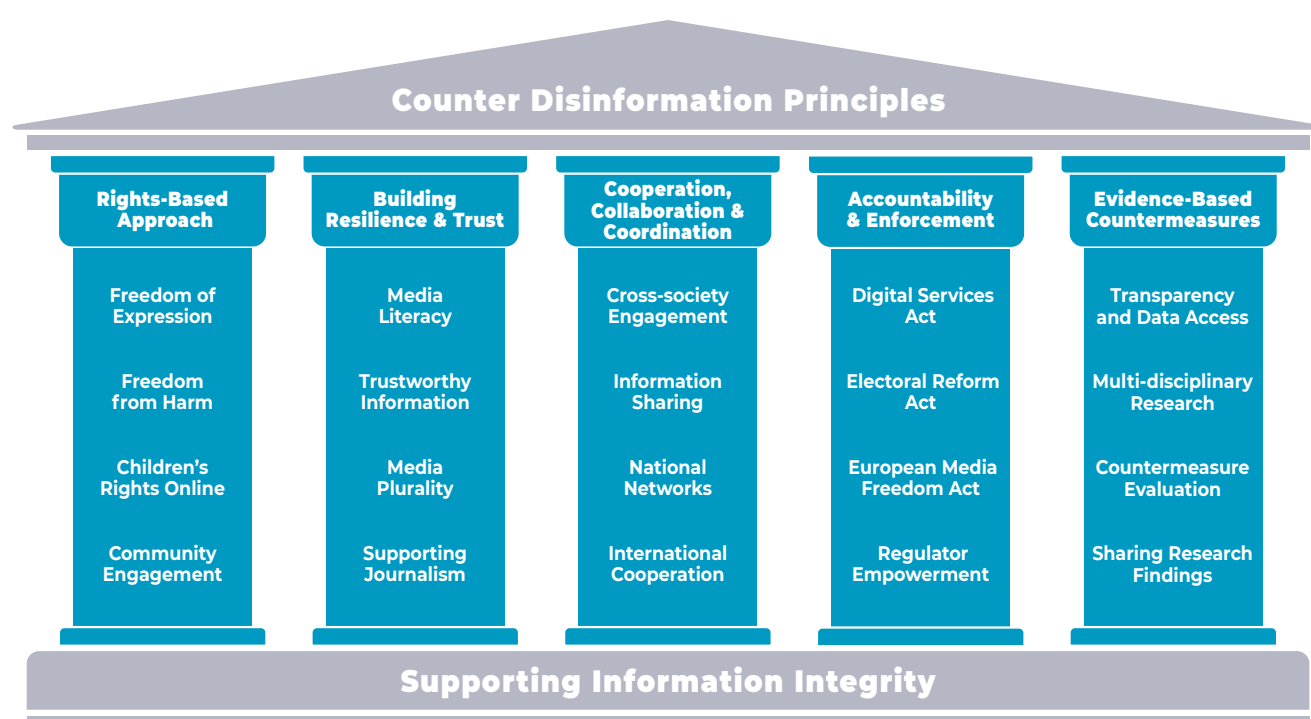 Counter Disinformation Principles
Rights-Based
Approach
Freedom of
Expression
Freedom
from Harm
Children's
Rights Online
Community
Engagement
Building
Resilience & Trust
Media
Literacy
Trustworthy
Information
Media
Plurality
Supporting
Journalism
Cooperation,
Collaboration &
Coordination
Cross-society
Engagement
Information
Sharing
National
Networks
International
Cooperation
Accountability
& Enforcement
Digital Services
Act
Electoral Reform
Act
European Media
Freedom Act
Regulator
Empowerment
Evidence-Based
Countermeasures
Transparency
and Data Access
Multi-disciplinary
Research
Countermeasure
Evaluation
Sharing Research
Findings
Supporting Information Integrity